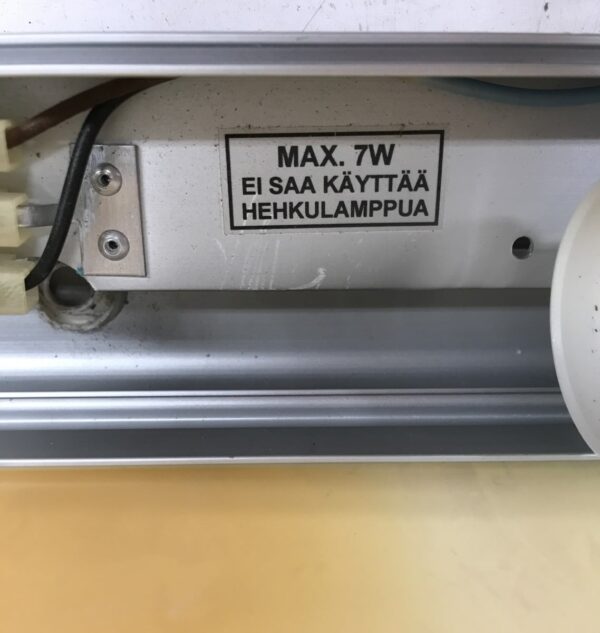 MAX. 7W
EI SAA KÄYTTÄÄ
HEHKULAMPPUA